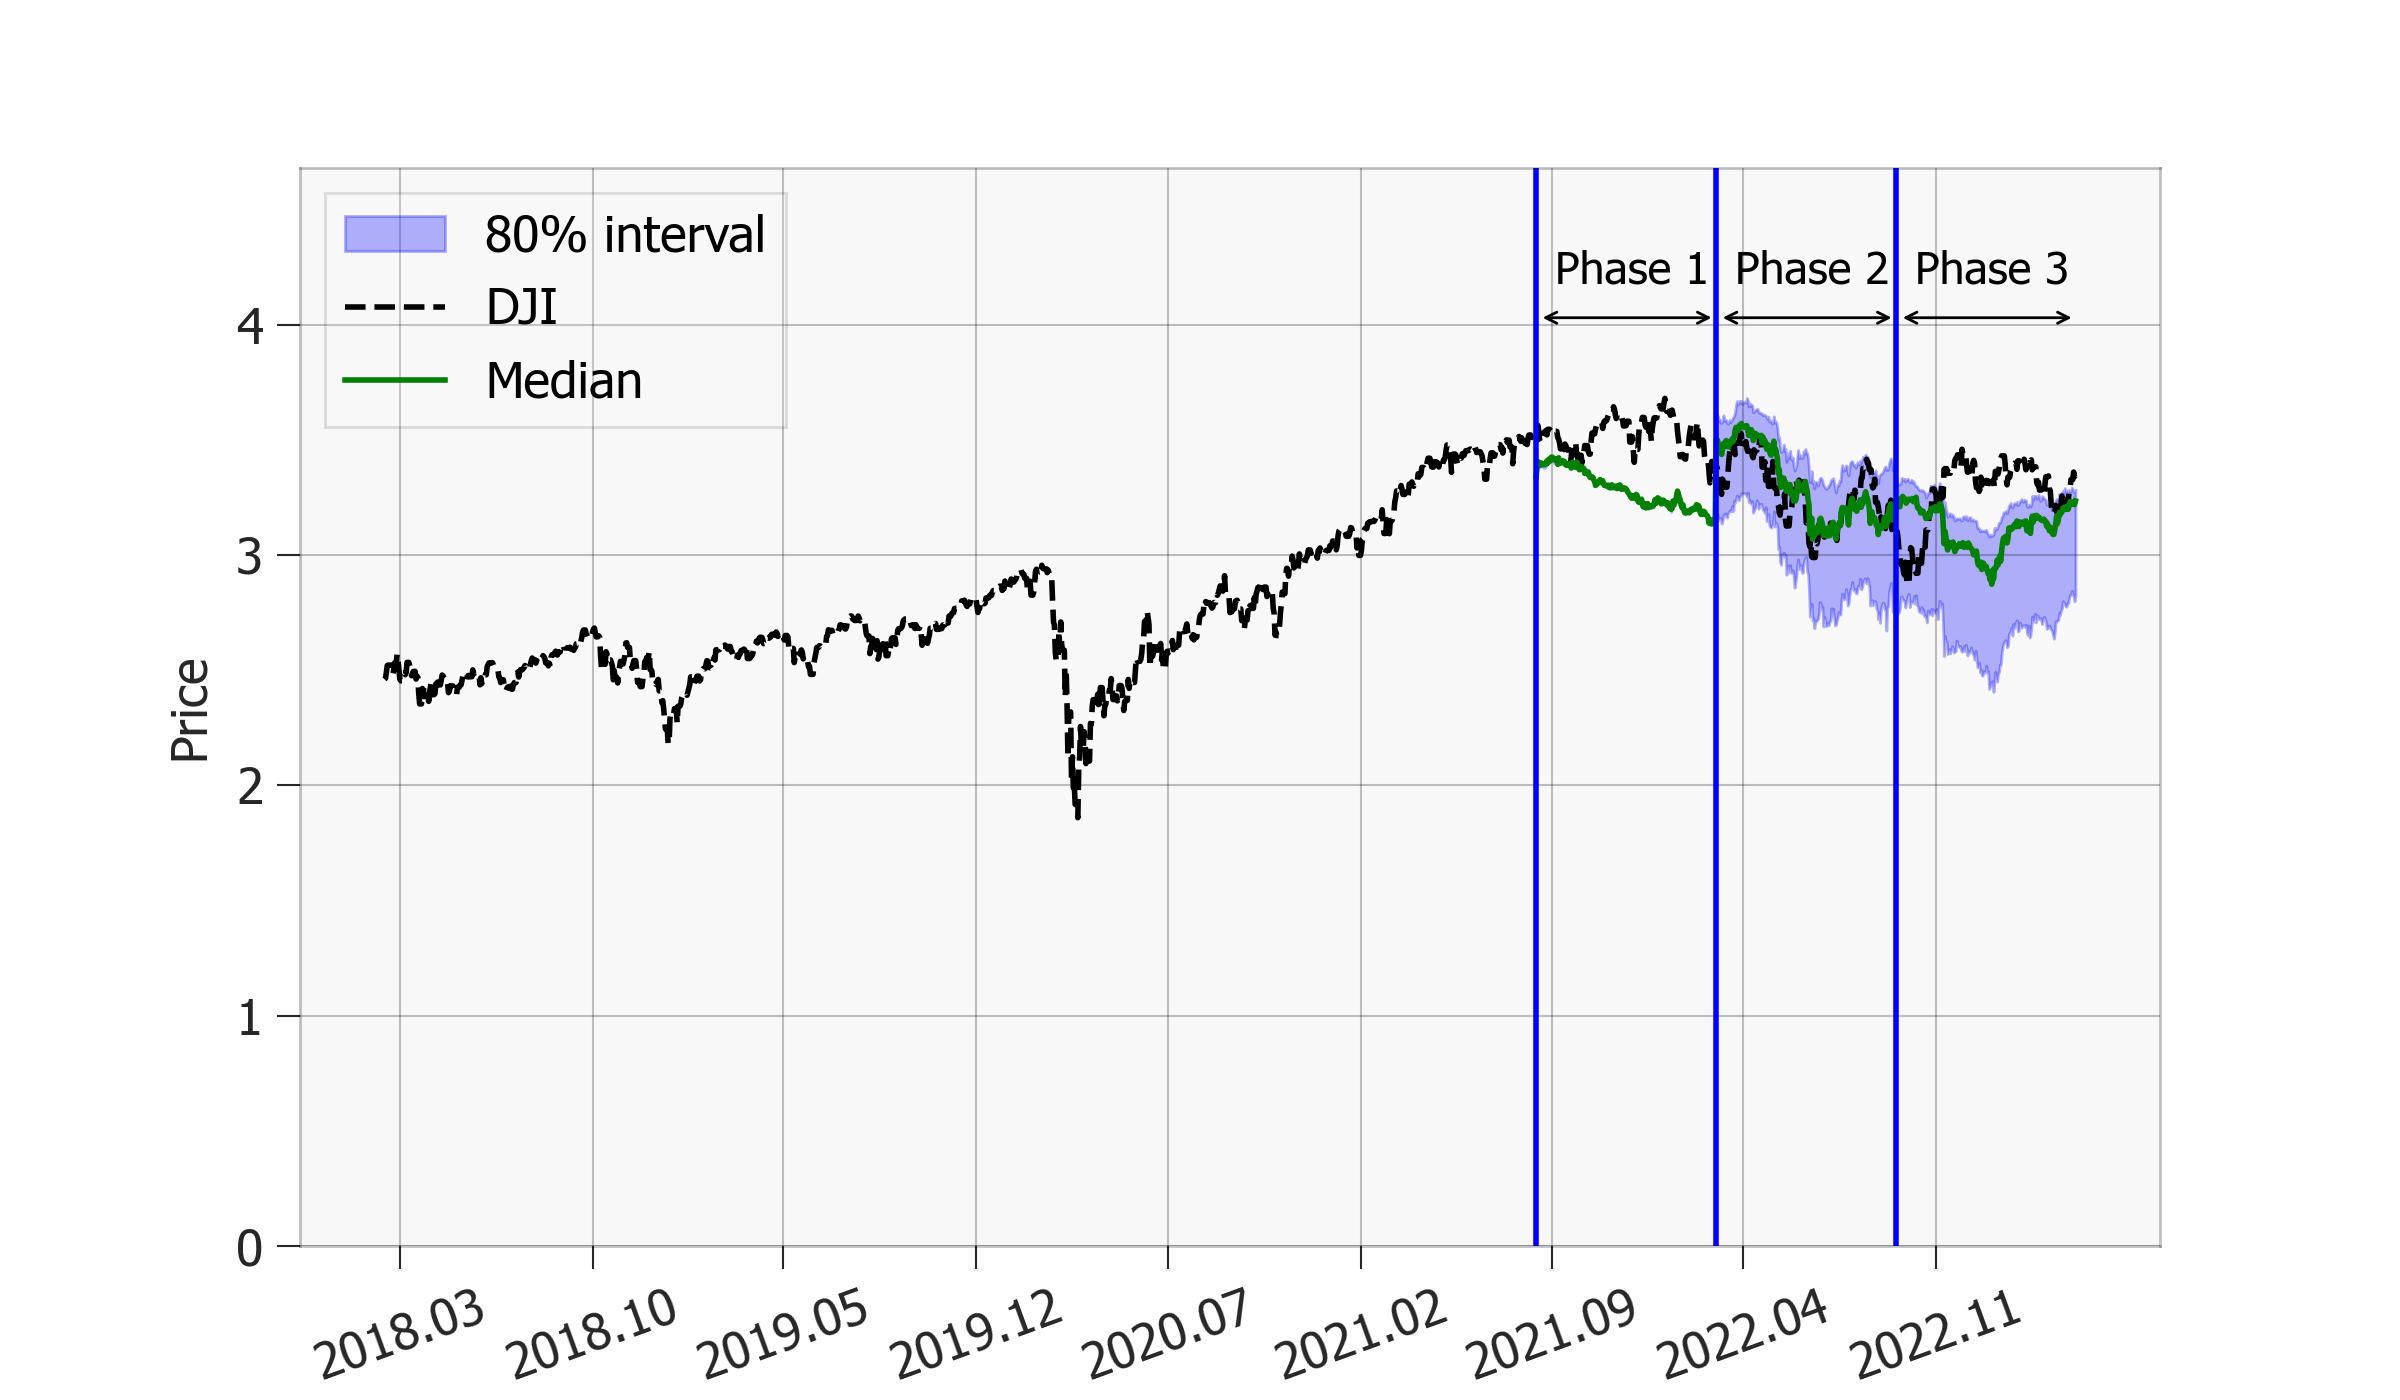 80% interval
DJI
Median
Phase 1
Phase 2
Phase 3
Price
4
3
2
1
0
2018.03
2018.10
2019.05
2019.12
2020.07
2021.02
2021.09
2022.04
2022.11